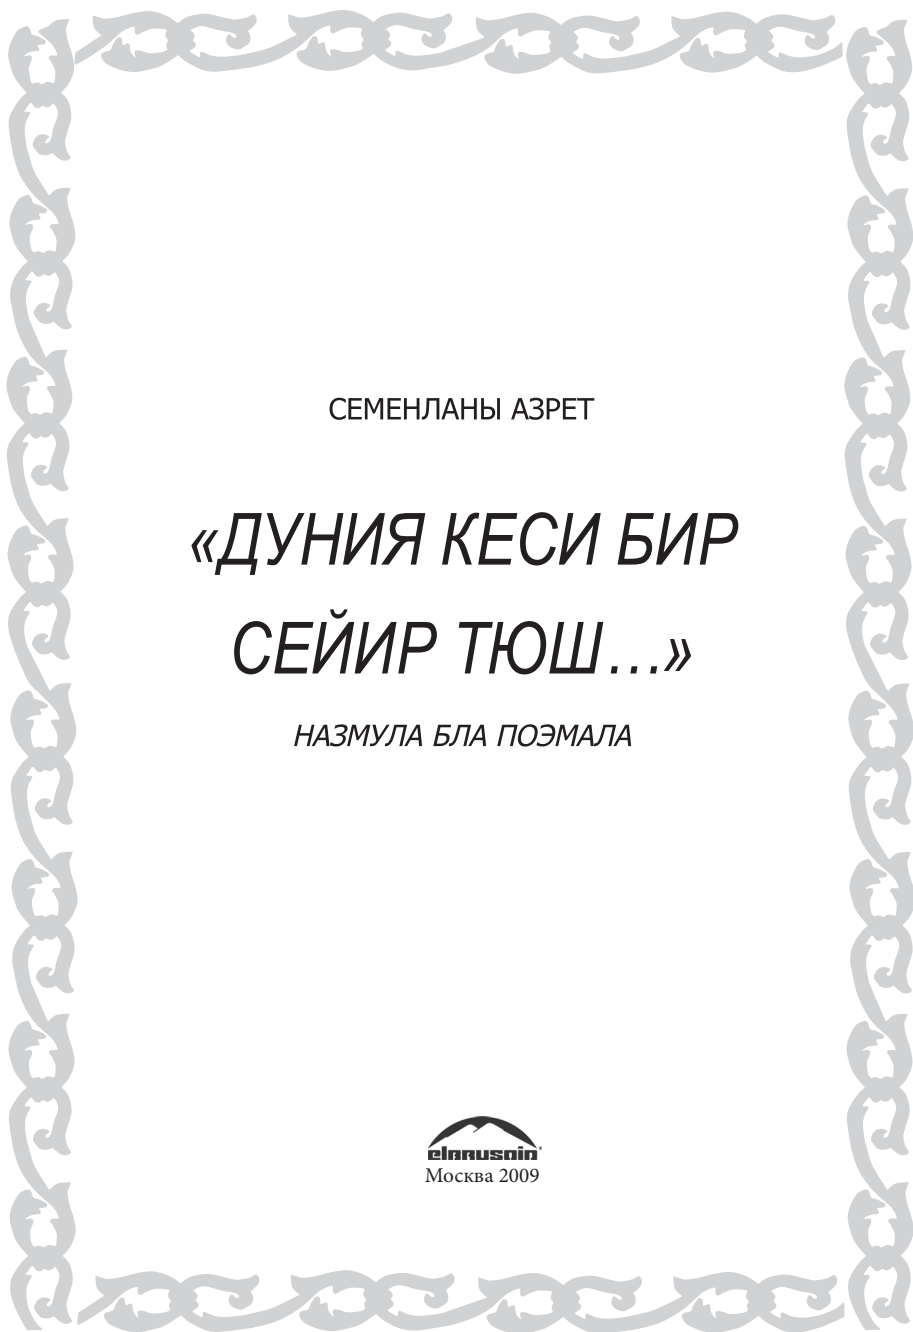 СЕМЕНЛАНЫ АЗРЕТ
«ДУНИЯ КЕСИ БИР
СЕЙИР ТЮШ…»
НАЗМУЛА БЛА ПОЭМАЛА
elbrusoid
Москва 2009